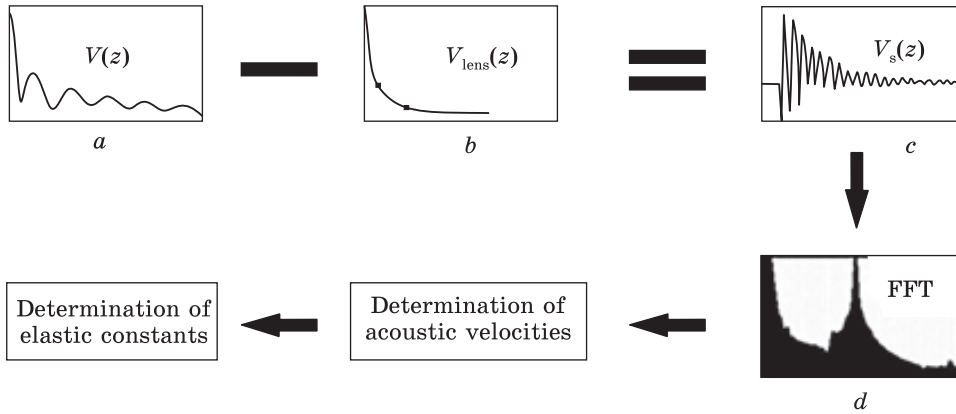 V(z)
a
V_lens(z)
b
V_s(z)
c
FFT
d
Determination of
acoustic velocities
Determination of
elastic constants